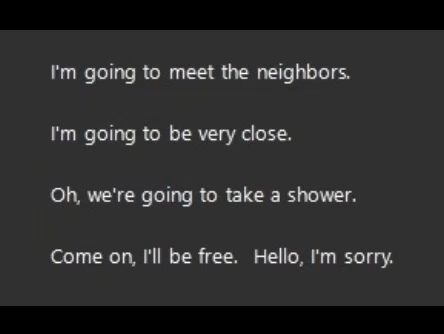 I'm going to meet the neighbors.
I'm going to be very close.
Oh, we're going to take a shower.
Come on, I'll be free.  Hello, I'm sorry.